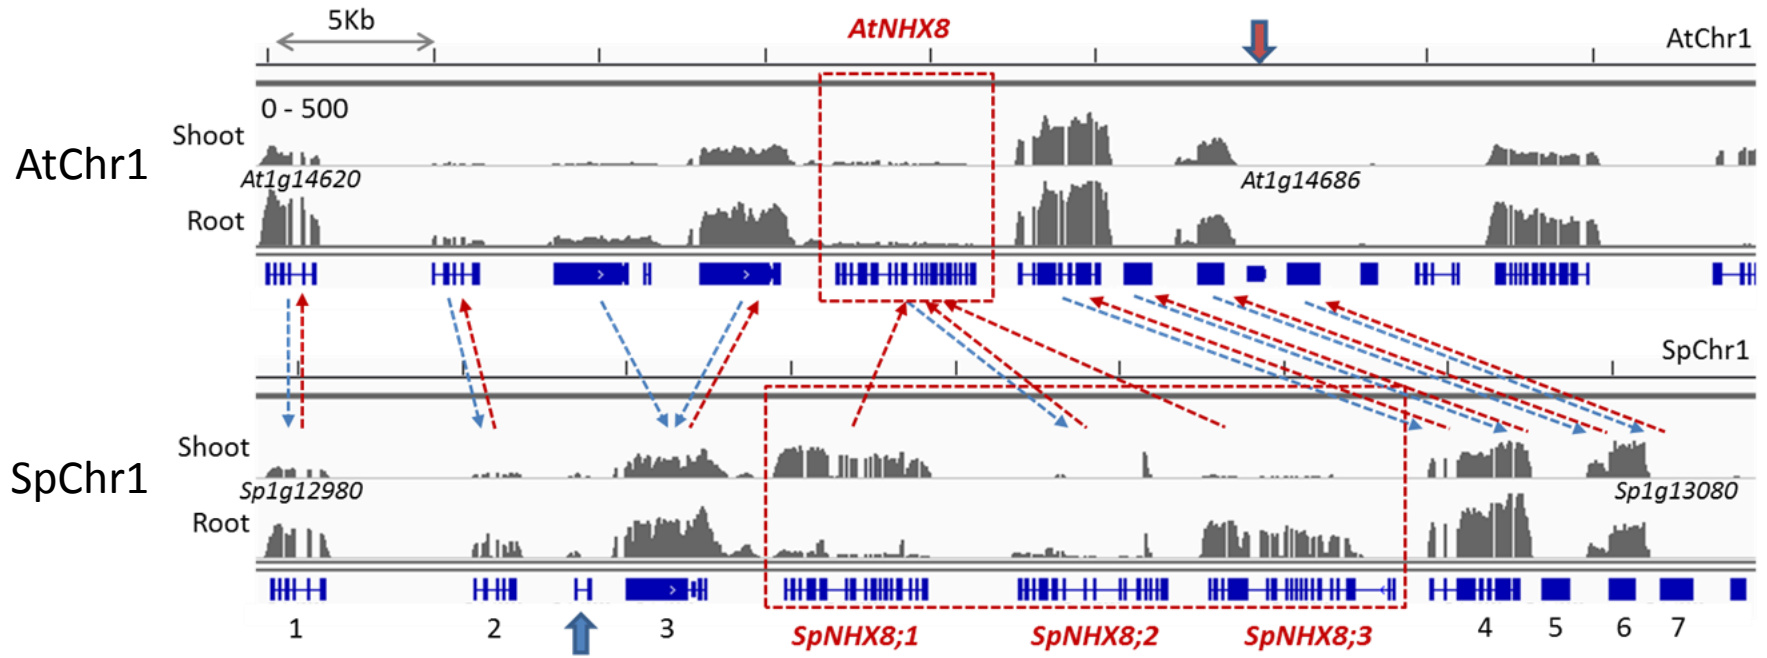 5Kb
AtNHX8
AtChr1
0 - 500
Shoot
AtChr1
At1g14620
At1g14686
Root
SpChr1
Shoot
SpChr1
Sp1g12980
Sp1g13080
Root
1 2 3 SpNHX8;1 SpNHX8;2 SpNHX8;3 4 5 6 7